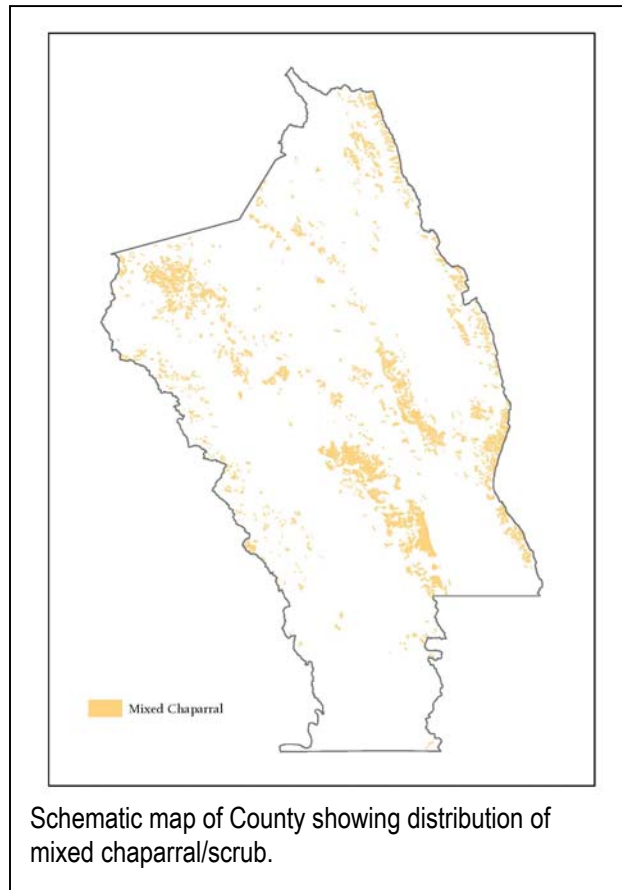 Mixed Chaparral
Schematic map of County showing distribution of
mixed chaparral/scrub.